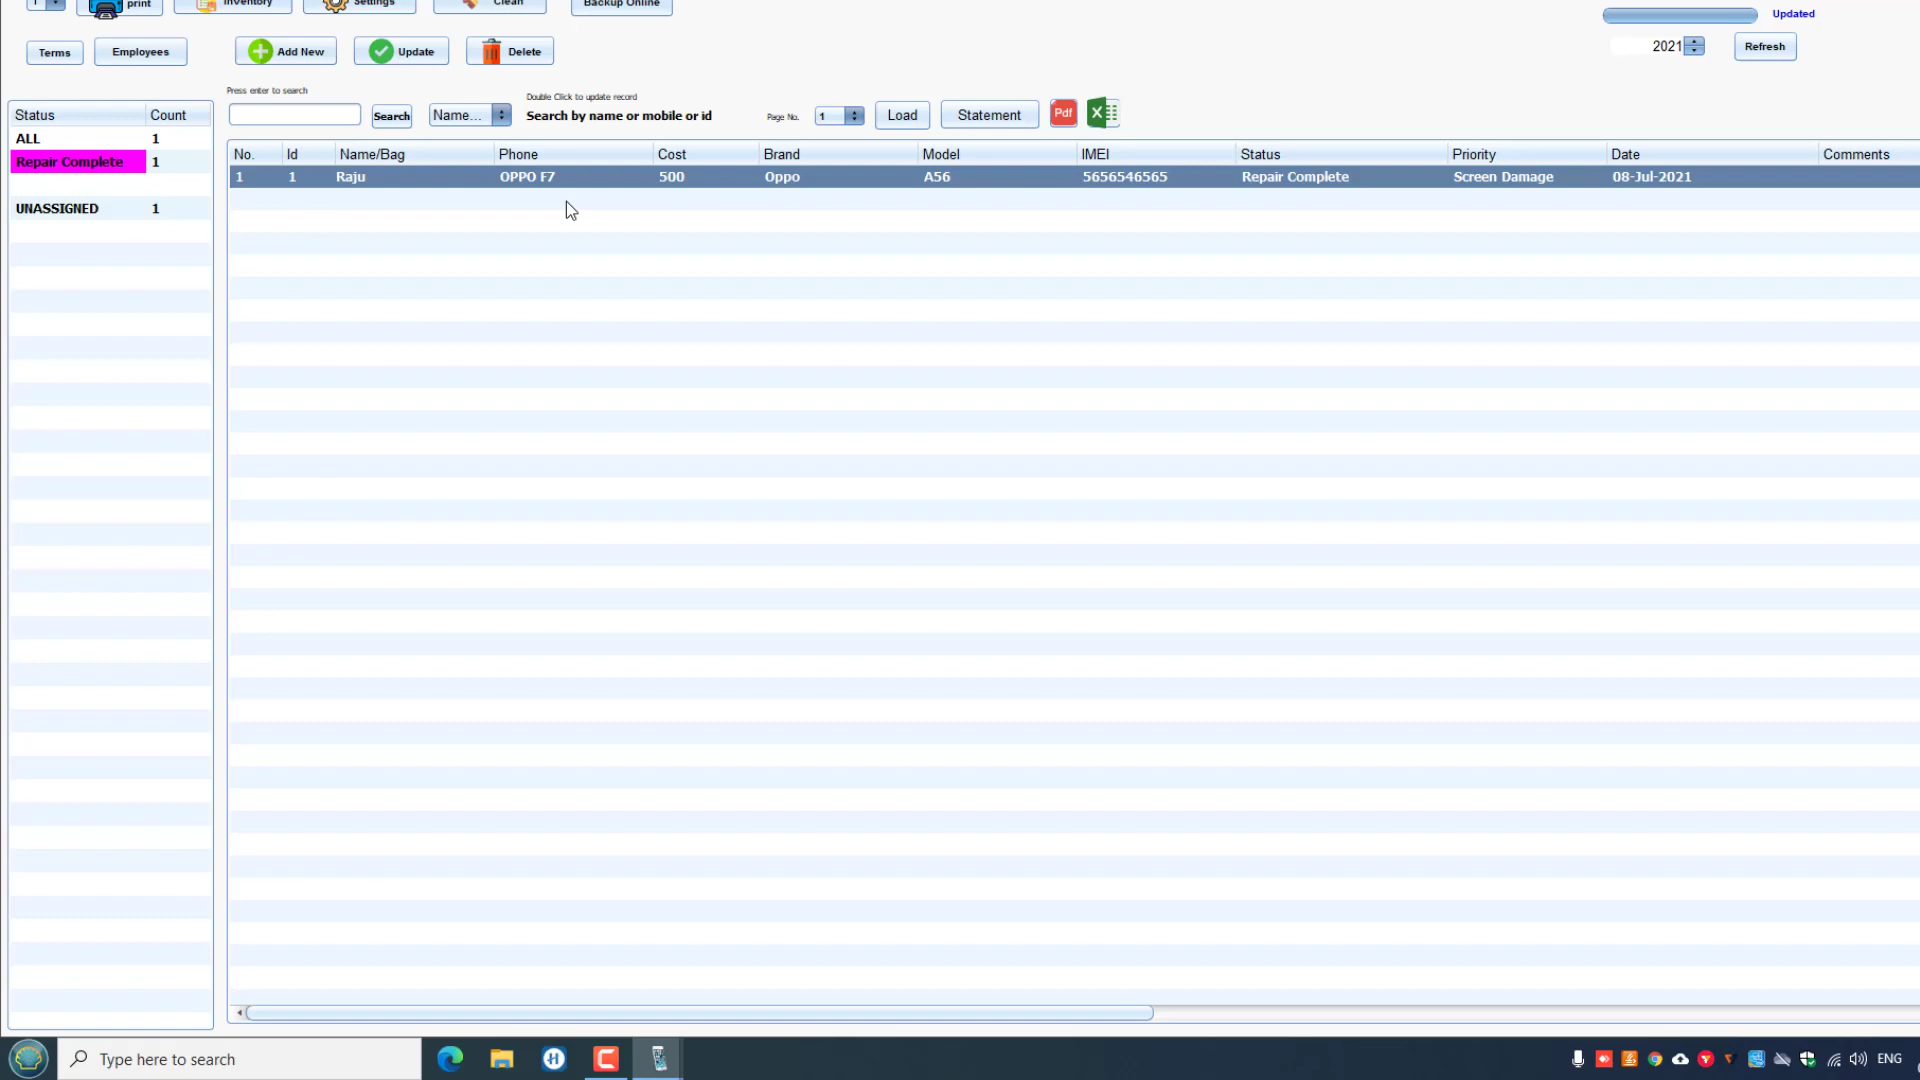 1 print Inventory Settings Clean Backup Online Updated
Terms Employees Add New Update Delete 2021 Refresh
Press enter to search
Double Click to update record
Search Name... Search by name or mobile or id Page No. 1 Load Statement Pdf X
Status Count
ALL 1
Repair Complete 1
UNASSIGNED 1
No. Id Name/Bag Phone Cost Brand Model IMEI Status Priority Date Comments
1 1 Raju OPPO F7 500 Oppo A56 5656546565 Repair Complete Screen Damage 08-Jul-2021
Type here to search H C ENG